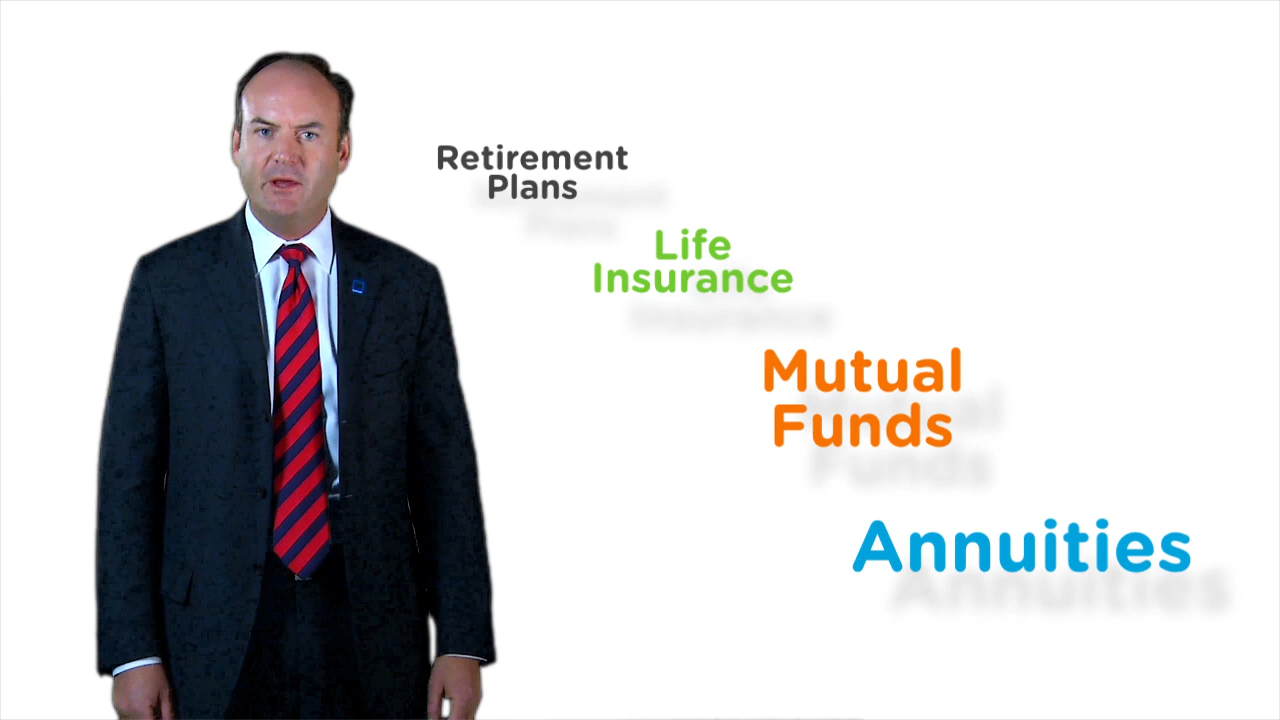 Retirement
Plans
Life
Insurance
Mutual
Funds
Annuities